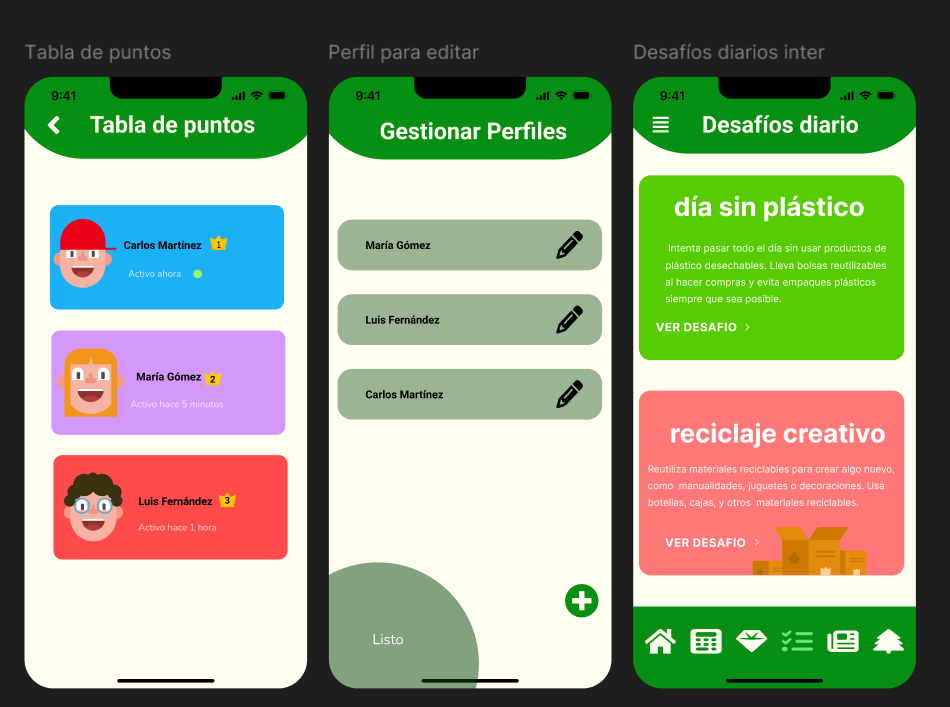 Tabla de puntos
9:41
Tabla de puntos
Carlos Martínez 1
Activo ahora
María Gómez 2
Activo hace 5 minutos
Luis Fernández 3
Activo hace 1 hora
Perfil para editar
9:41
Gestionar Perfiles
María Gómez
Luis Fernández
Carlos Martínez
Listo
Desafíos diarios inter
9:41
Desafíos diario
día sin plástico
Intenta pasar todo el día sin usar productos de
plástico desechables. Lleva bolsas reutilizables
al hacer compras y evita empaques plásticos
siempre que sea posible.
VER DESAFIO
reciclaje creativo
Reutiliza materiales reciclables para crear algo nuevo,
como manualidades, juguetes o decoraciones. Usa
botellas, cajas, y otros materiales reciclables.
VER DESAFIO